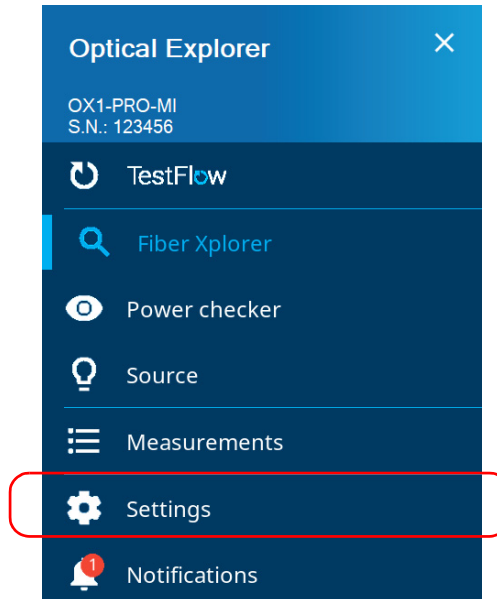 Optical Explorer
OX1-PRO-MI
S.N.: 123456
TestFlow
Fiber Xplorer
Power checker
Source
Measurements
Settings
1
Notifications